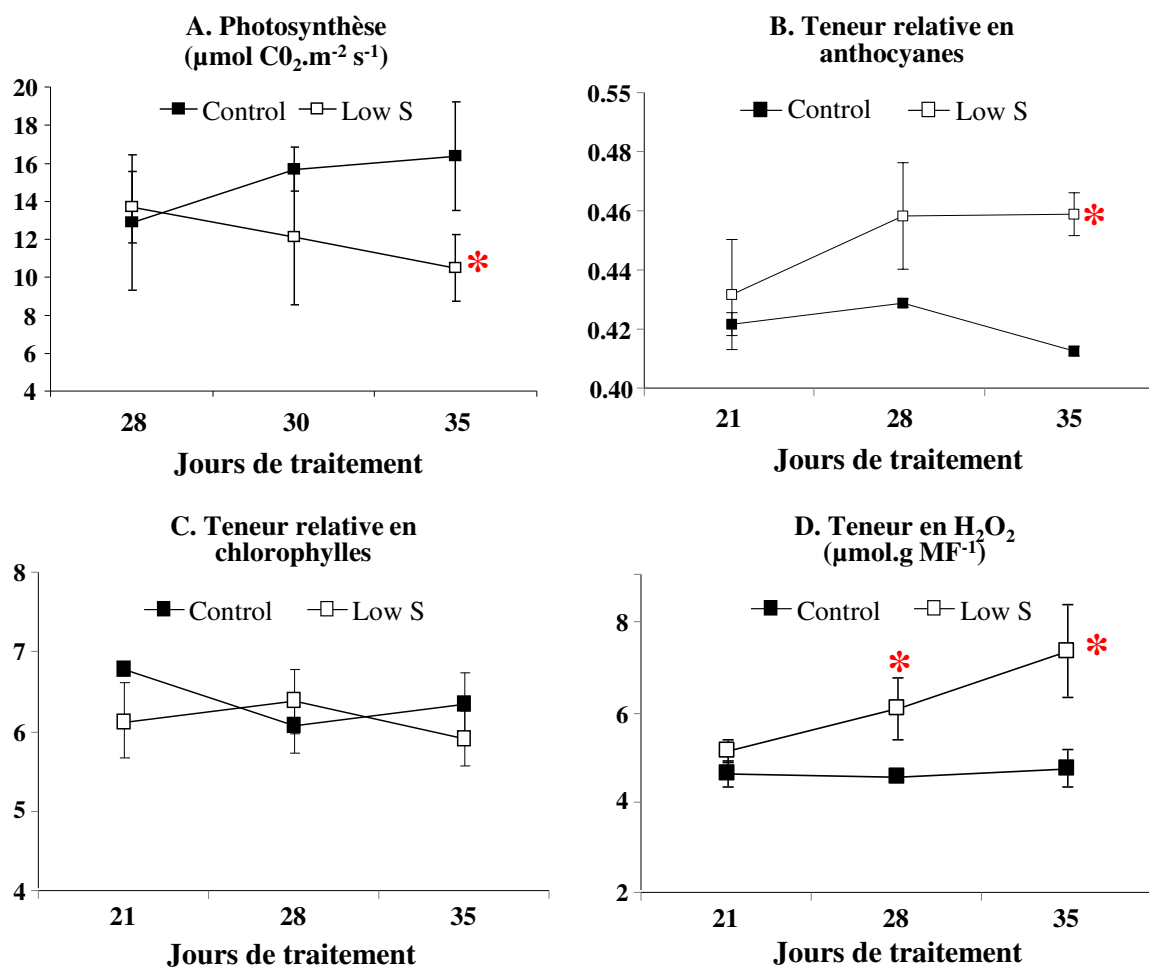 A. Photosynthèse
(µmol C0₂.m⁻² s⁻¹)
20
18
16
14
12
10
8
6
4
Control
Low S
28
30
35
Jours de traitement
B. Teneur relative en
anthocyanes
0.55
0.48
0.46
0.44
0.42
0.40
Control
Low S
*
21
28
35
Jours de traitement
*
C. Teneur relative en
chlorophylles
8
7
6
5
4
Control
Low S
21
28
35
Jours de traitement
D. Teneur en H₂O₂
(µmol.g MF⁻¹)
8
6
4
2
Control
Low S
*
*
21
28
35
Jours de traitement